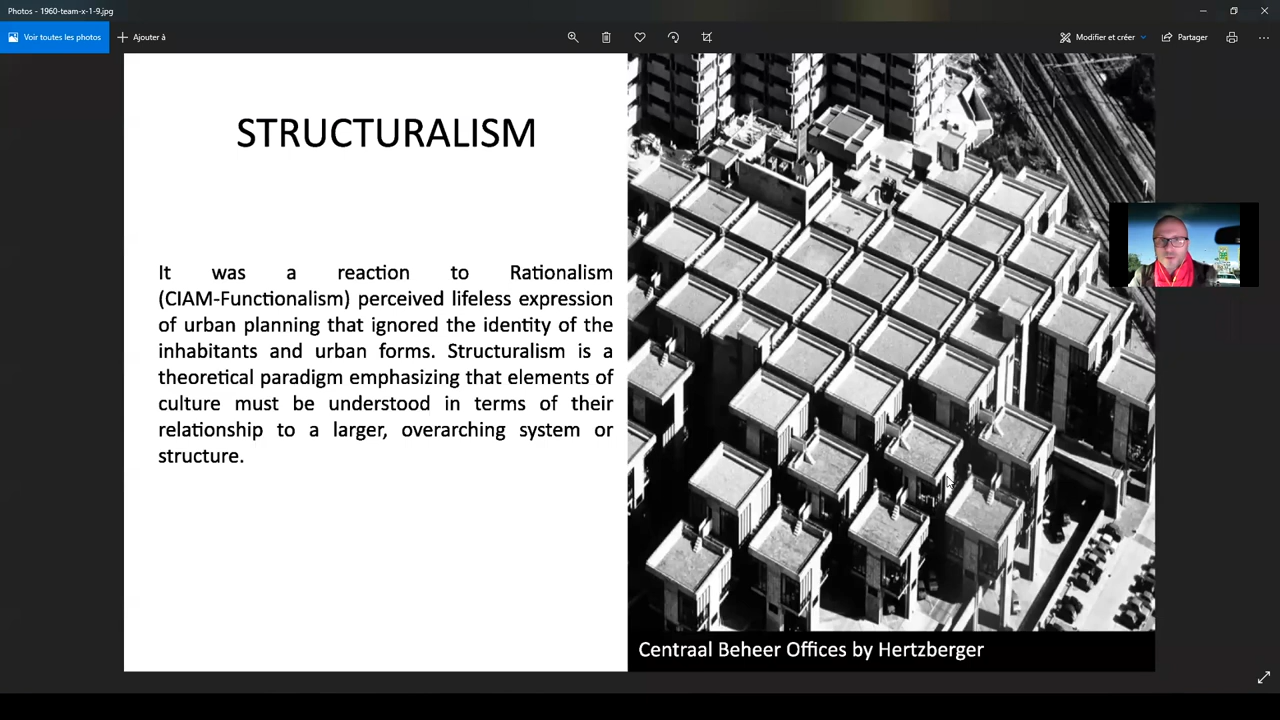 Photos - 1960-team-x-1-9.jpg
Voir toutes les photos
Ajouter à
Modifier et créer
Partager
STRUCTURALISM
It was a reaction to Rationalism
(CIAM-Functionalism) perceived lifeless expression
of urban planning that ignored the identity of the
inhabitants and urban forms. Structuralism is a
theoretical paradigm emphasizing that elements of
culture must be understood in terms of their
relationship to a larger, overarching system or
structure.
Centraal Beheer Offices by Hertzberger